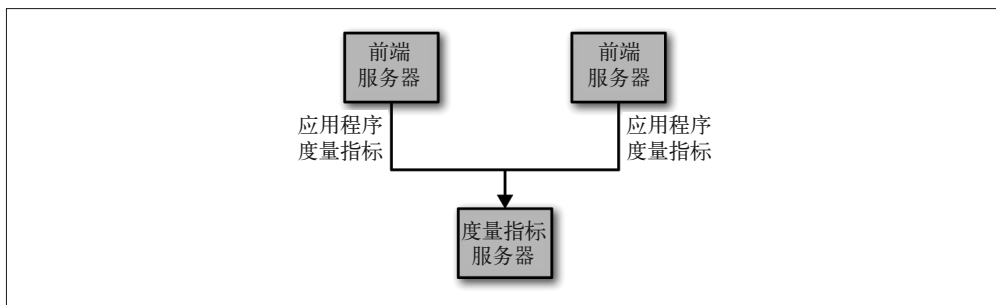 前端
服务器
前端
服务器
应用程序
度量指标
应用程序
度量指标
度量指标
服务器